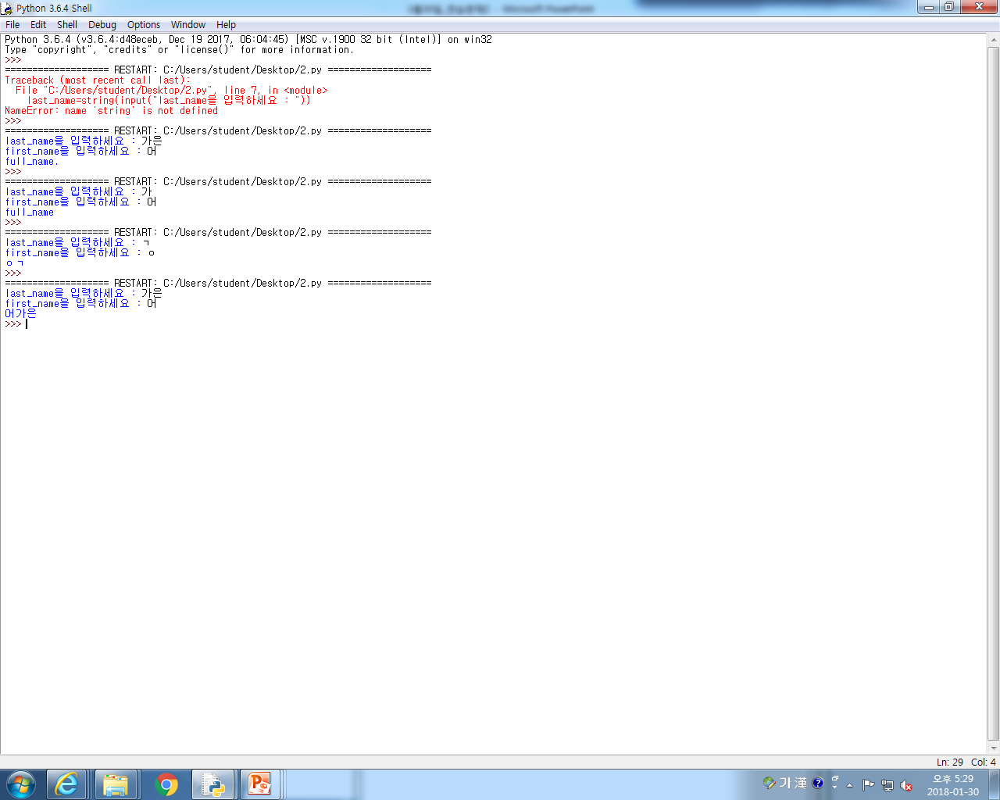 Python 3.6.4 Shell
File Edit Shell Debug Options Window Help
Python 3.6.4 (v3.6.4:d48eceb, Dec 19 2017, 06:04:45) [MSC v.1900 32 bit (Intel)] on win32
Type "copyright", "credits" or "license()" for more information.
>>>
=================== RESTART: C:/Users/student/Desktop/2.py ===================
Traceback (most recent call last):
  File "C:/Users/student/Desktop/2.py", line 7, in <module>
    last_name=string(input("last_name을 입력하세요 : "))
NameError: name 'string' is not defined
>>>
=================== RESTART: C:/Users/student/Desktop/2.py ===================
last_name을 입력하세요 : 가은
first_name을 입력하세요 : 어
full_name.
>>>
=================== RESTART: C:/Users/student/Desktop/2.py ===================
last_name을 입력하세요 : 가
first_name을 입력하세요 : 어
full_name
>>>
=================== RESTART: C:/Users/student/Desktop/2.py ===================
last_name을 입력하세요 : ㄱ
first_name을 입력하세요 : ㅇ
ㅇㄱ
>>>
=================== RESTART: C:/Users/student/Desktop/2.py ===================
last_name을 입력하세요 : 가은
first_name을 입력하세요 : 어
어가은
>>>
Ln: 29 Col: 4
가 漢
오후 5:29
2018-01-30